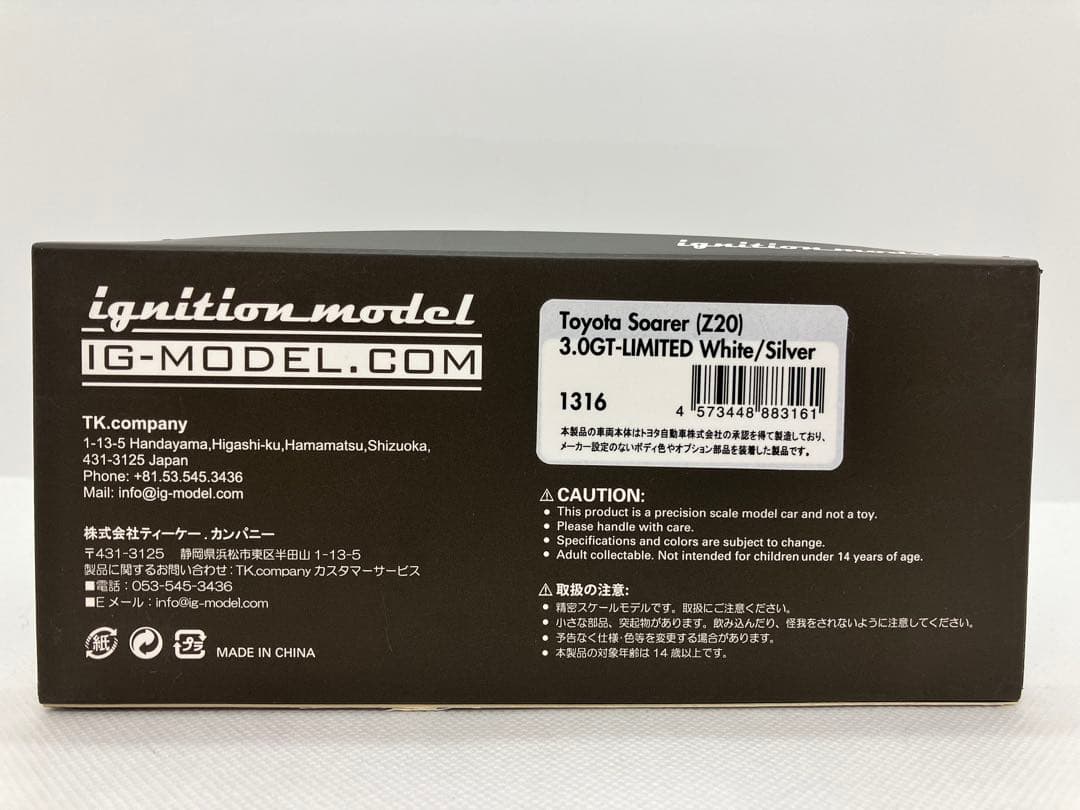 ignition model
ignition model
IG-MODEL.COM
TK.company
1-13-5 Handayama,Higashi-ku,Hamamatsu,Shizuoka,
431-3125 Japan
Phone: +81.53.545.3436
Mail: info@ig-model.com
株式会社ティーケー.カンパニー
〒431-3125 静岡県浜松市東区半田山 1-13-5
製品に関するお問い合わせ：TK.company カスタマーサービス
■電話：053-545-3436
■E メール：info@ig-model.com
紙
プラ
MADE IN CHINA
Toyota Soarer (Z20)
3.0GT-LIMITED White/Silver
1316
4 573448 883161
本製品の車両本体はトヨタ自動車株式会社の承認を得て製造しており、
メーカー設定のないボディ色やオプション部品を装着した製品です。
⚠ CAUTION:
● This product is a precision scale model car and not a toy.
● Please handle with care.
● Specifications and colors are subject to change.
● Adult collectable. Not intended for children under 14 years of age.
⚠ 取扱の注意:
● 精密スケールモデルです。取扱にご注意ください。
● 小さな部品、突起物があります。飲み込んだり、怪我をされないように注意してください。
● 予告なく仕様・色等を変更する場合があります。
● 本製品の対象年齢は 14 歳以上です。